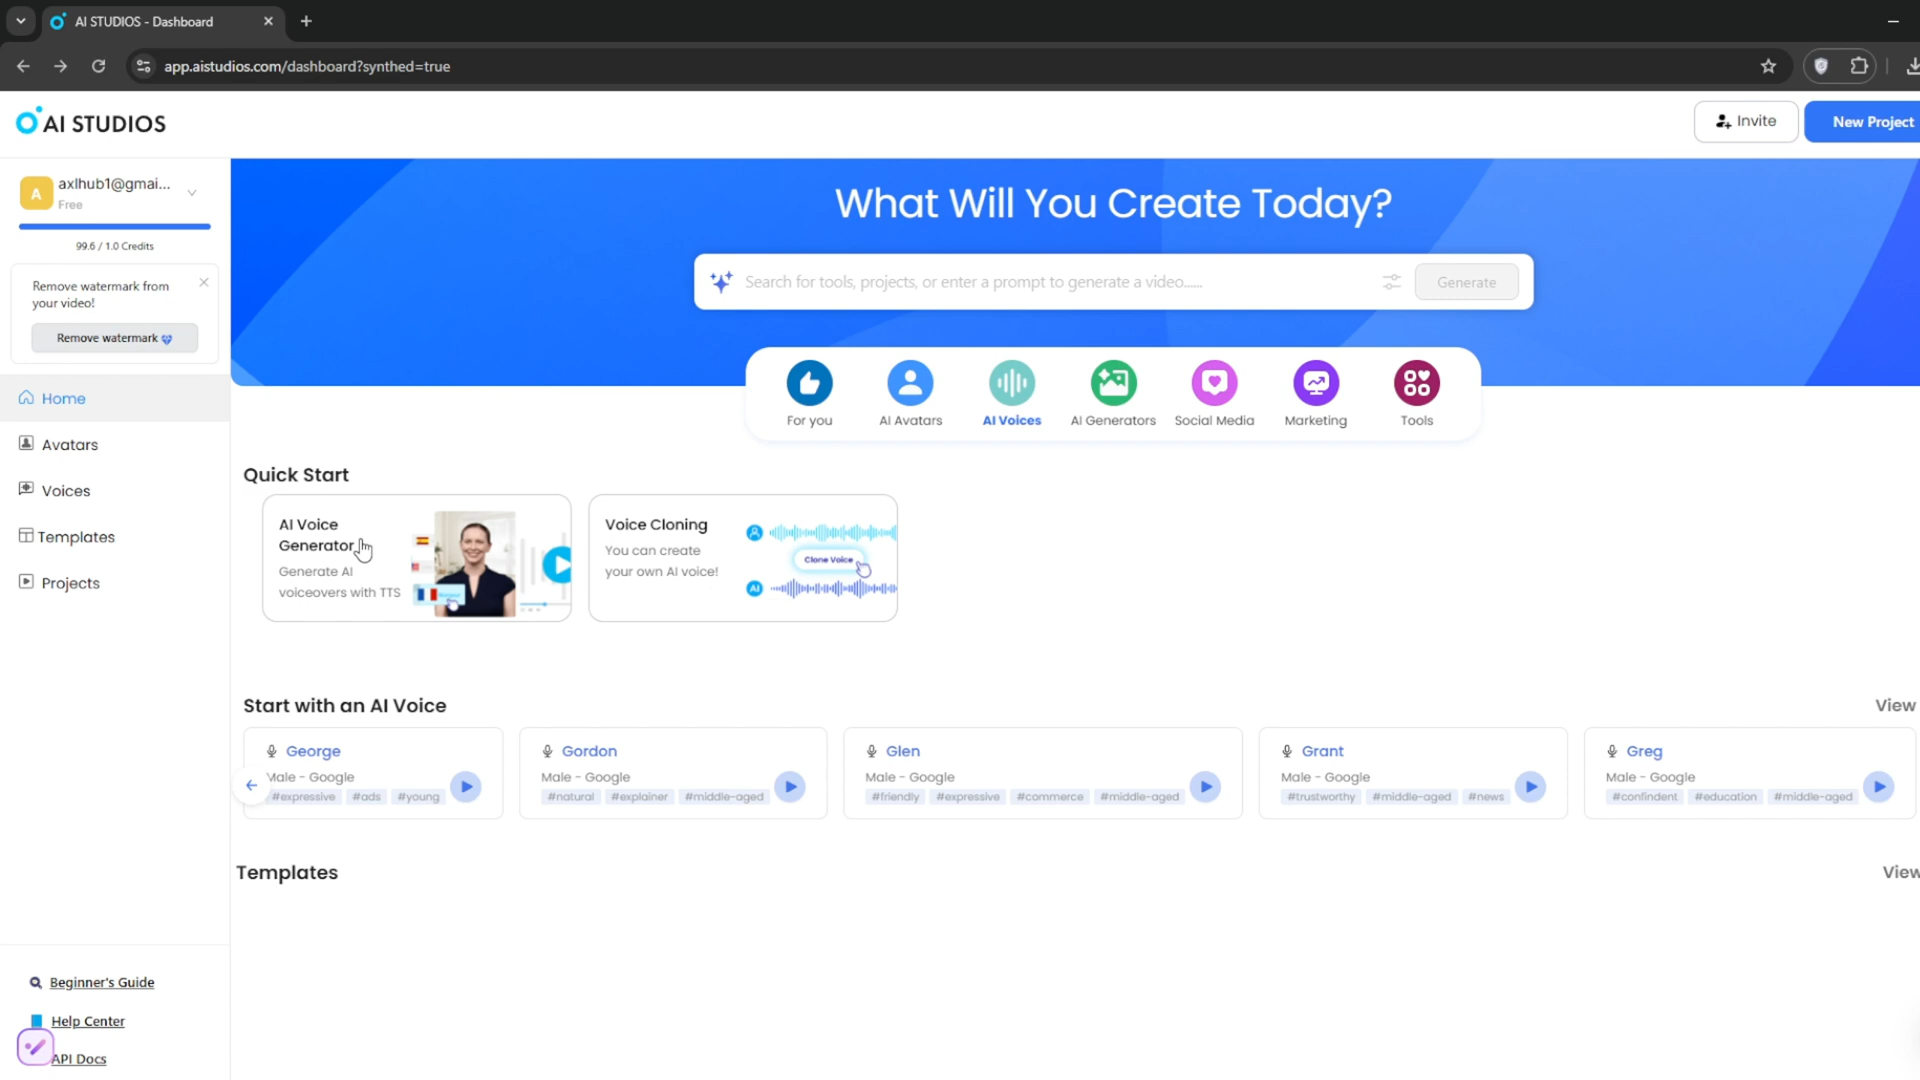 AI STUDIOS - Dashboard
app.aistudios.com/dashboard?synthed=true
AI STUDIOS
Invite
New Project
A
axlhub1@gmai...
Free
99.6 / 1.0 Credits
Remove watermark from
your video!
Remove watermark
Home
Avatars
Voices
Templates
Projects
Beginner's Guide
Help Center
API Docs
What Will You Create Today?
Search for tools, projects, or enter a prompt to generate a video......
Generate
For you
AI Avatars
AI Voices
AI Generators
Social Media
Marketing
Tools
Quick Start
AI Voice
Generator
Generate AI
voiceovers with TTS
Voice Cloning
You can create
your own AI voice!
Clone Voice
AI
Start with an AI Voice
View
George
Male - Google
#expressive #ads #young
Gordon
Male - Google
#natural #explainer #middle-aged
Glen
Male - Google
#friendly #expressive #commerce #middle-aged
Grant
Male - Google
#trustworthy #middle-aged #news
Greg
Male - Google
#confindent #education #middle-aged
Templates
View